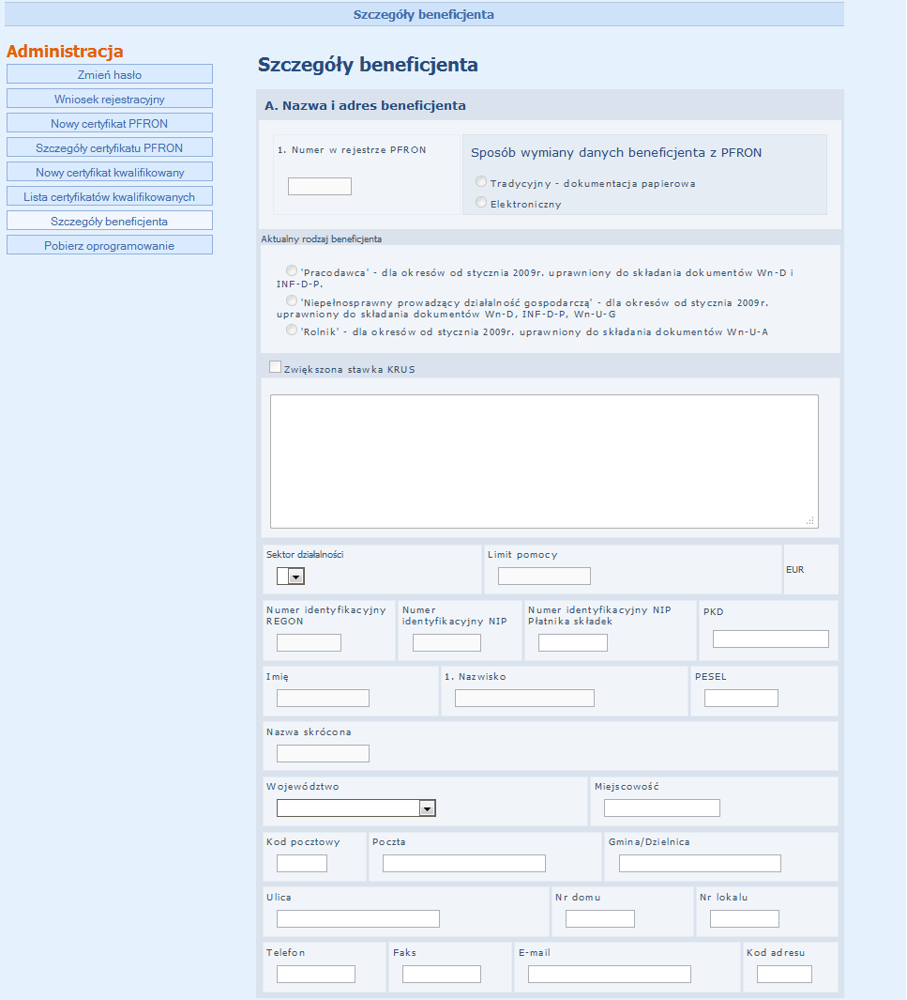 Szczegóły beneficjenta
Administracja
Zmień hasło
Wniosek rejestracyjny
Nowy certyfikat PFRON
Szczegóły certyfikatu PFRON
Nowy certyfikat kwalifikowany
Lista certyfikatów kwalifikowanych
Szczegóły beneficjenta
Pobierz oprogramowanie
Szczegóły beneficjenta
A. Nazwa i adres beneficjenta
1. Numer w rejestrze PFRON
Sposób wymiany danych beneficjenta z PFRON
Tradycyjny - dokumentacja papierowa
Elektroniczny
Aktualny rodzaj beneficjenta
'Pracodawca' - dla okresów od stycznia 2009r. uprawniony do składania dokumentów Wn-D i
INF-D-P.
'Niepełnosprawny prowadzący działalność gospodarczą' - dla okresów od stycznia 2009r.
uprawniony do składania dokumentów Wn-D, INF-D-P, Wn-U-G
'Rolnik' - dla okresów od stycznia 2009r. uprawniony do składania dokumentów Wn-U-A
Zwiększona stawka KRUS
Sektor działalności
Limit pomocy
EUR
Numer identyfikacyjny
REGON
Numer
identyfikacyjny NIP
Numer identyfikacyjny NIP
Płatnika składek
PKD
Imię
1. Nazwisko
PESEL
Nazwa skrócona
Województwo
Miejscowość
Kod pocztowy
Poczta
Gmina/Dzielnica
Ulica
Nr domu
Nr lokalu
Telefon
Faks
E-mail
Kod adresu